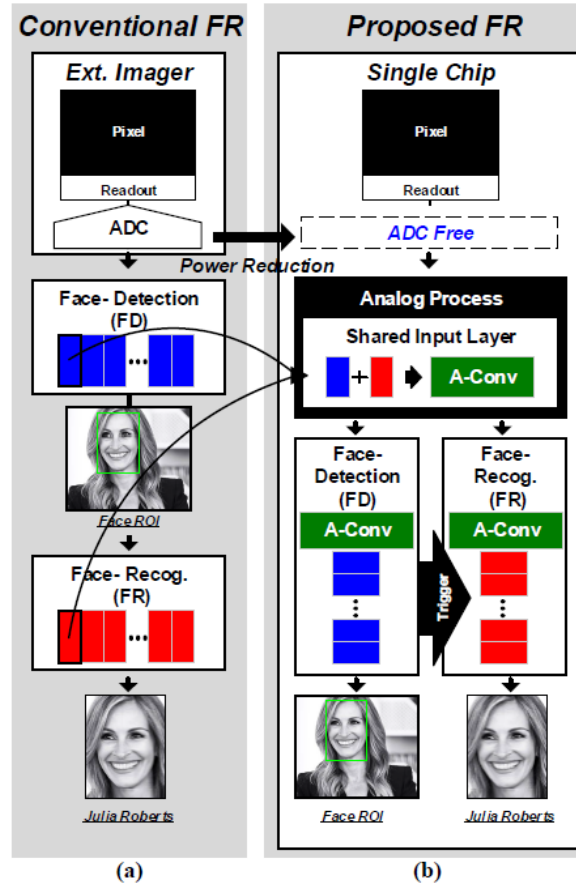 Conventional FR
Ext. Imager
Pixel
Readout
ADC
Face- Detection
(FD)
Face ROI
Face- Recog.
(FR)
Julia Roberts
(a)
Power Reduction
Proposed FR
Single Chip
Pixel
Readout
ADC Free
Analog Process
Shared Input Layer
+
A-Conv
Face-
Detection
(FD)
A-Conv
Trigger
Face-
Recog.
(FR)
A-Conv
Face ROI
Julia Roberts
(b)